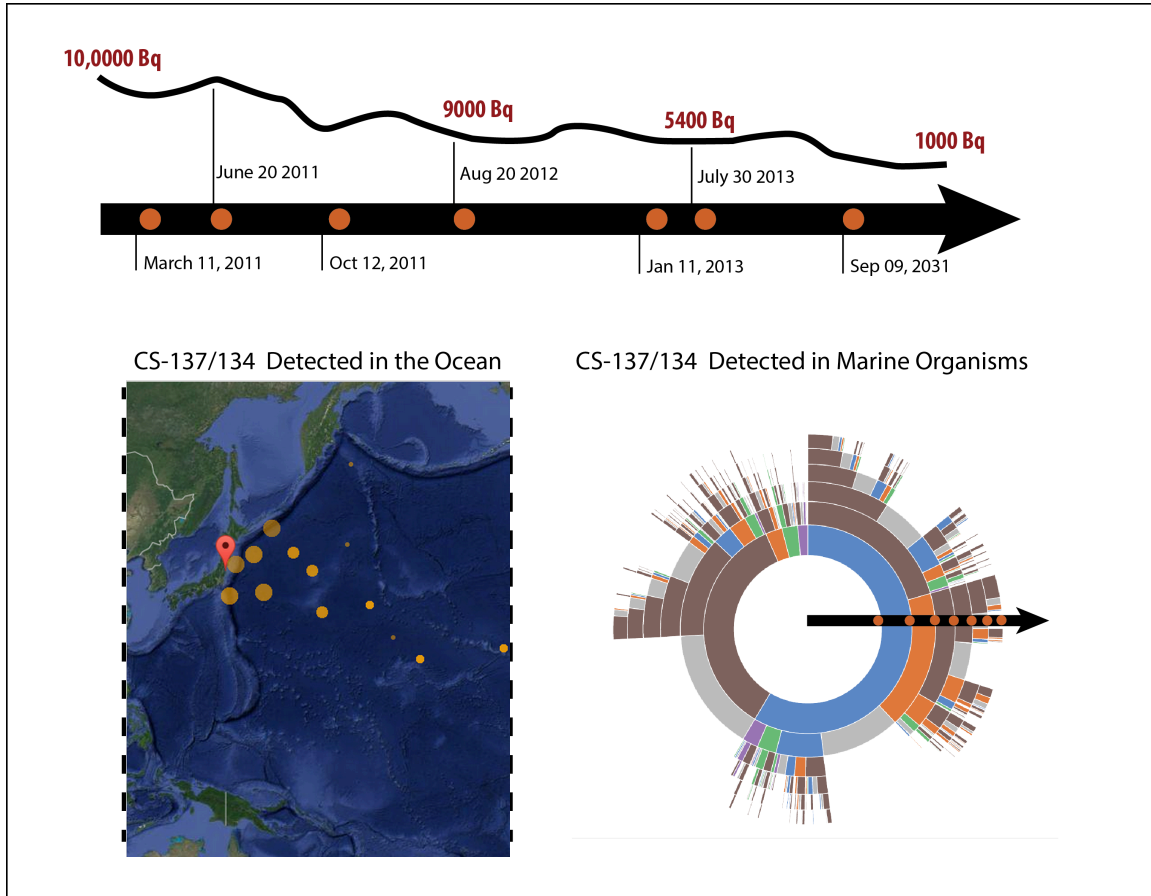 10,0000 Bq
9000 Bq
5400 Bq
1000 Bq
June 20 2011
Aug 20 2012
July 30 2013
March 11, 2011
Oct 12, 2011
Jan 11, 2013
Sep 09, 2031
CS-137/134  Detected in the Ocean
CS-137/134  Detected in Marine Organisms